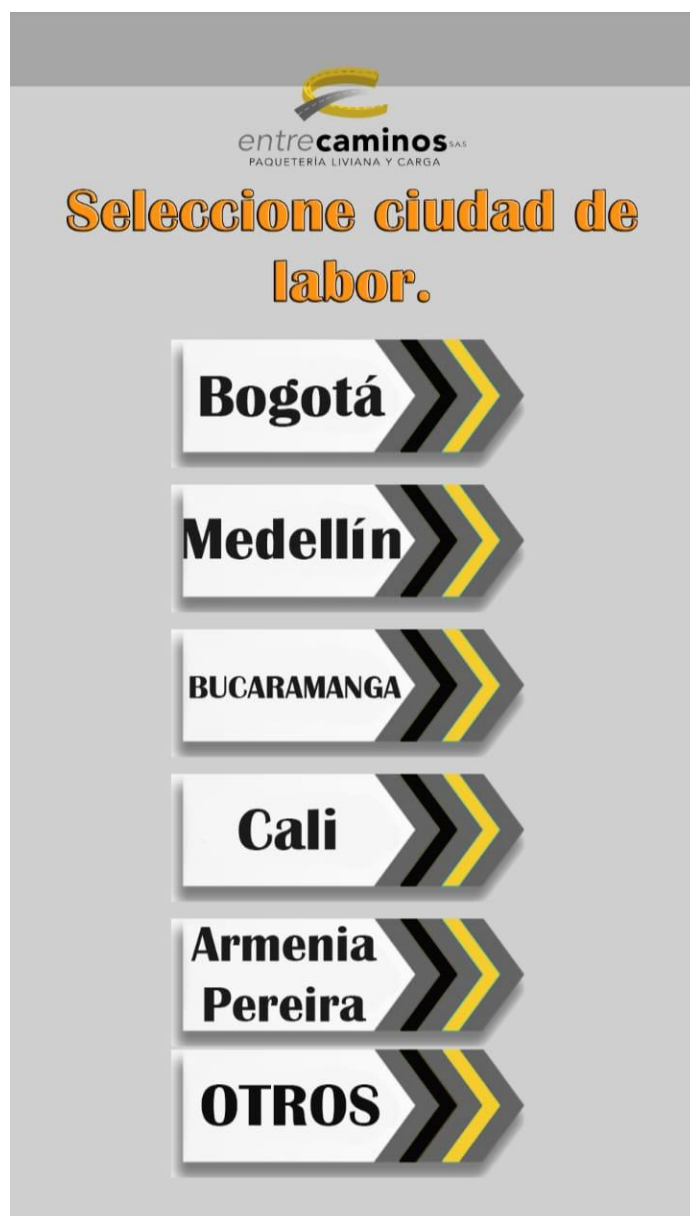 entrecaminos S.A.S
PAQUETERÍA LIVIANA Y CARGA
Seleccione ciudad de
labor.
Bogotá
Medellín
BUCARAMANGA
Cali
Armenia
Pereira
OTROS